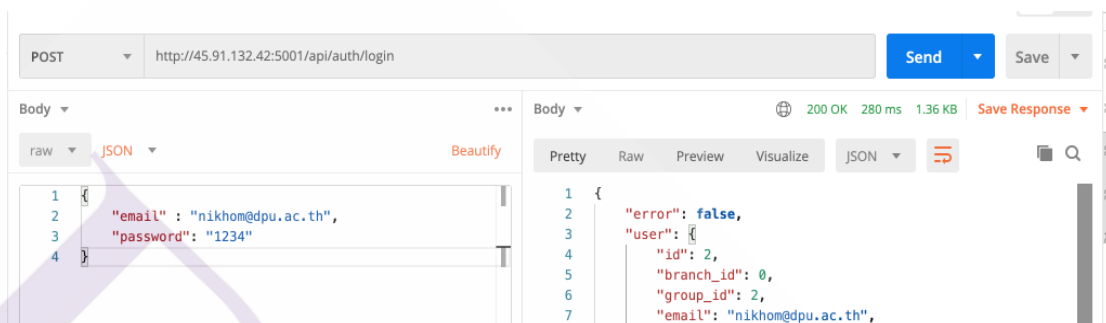 POST http://45.91.132.42:5001/api/auth/login Send Save
Body ••• Body 200 OK 280 ms 1.36 KB Save Response
raw JSON Beautify Pretty Raw Preview Visualize JSON
1 {
2 "email" : "nikhom@dpu.ac.th",
3 "password": "1234"
4 }
1 {
2 "error": false,
3 "user": {
4 "id": 2,
5 "branch_id": 0,
6 "group_id": 2,
7 "email": "nikhom@dpu.ac.th",